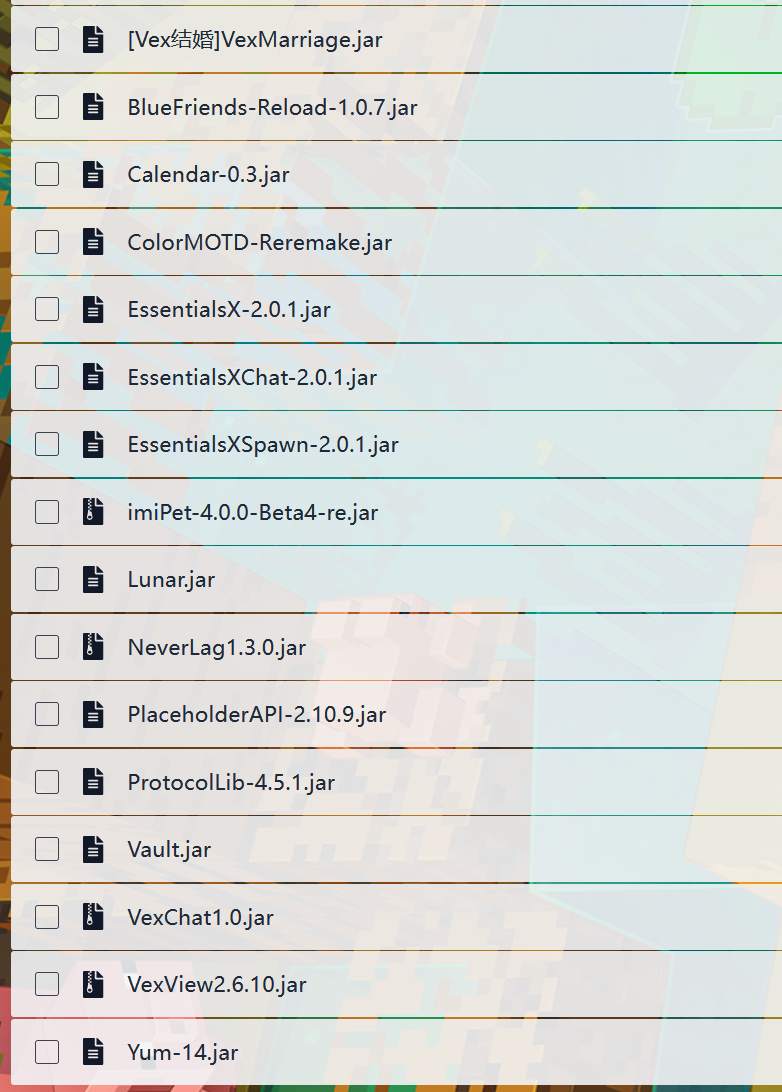 [Vex结婚]VexMarriage.jar
BlueFriends-Reload-1.0.7.jar
Calendar-0.3.jar
ColorMOTD-Reremake.jar
EssentialsX-2.0.1.jar
EssentialsXChat-2.0.1.jar
EssentialsXSpawn-2.0.1.jar
imiPet-4.0.0-Beta4-re.jar
Lunar.jar
NeverLag1.3.0.jar
PlaceholderAPI-2.10.9.jar
ProtocolLib-4.5.1.jar
Vault.jar
VexChat1.0.jar
VexView2.6.10.jar
Yum-14.jar